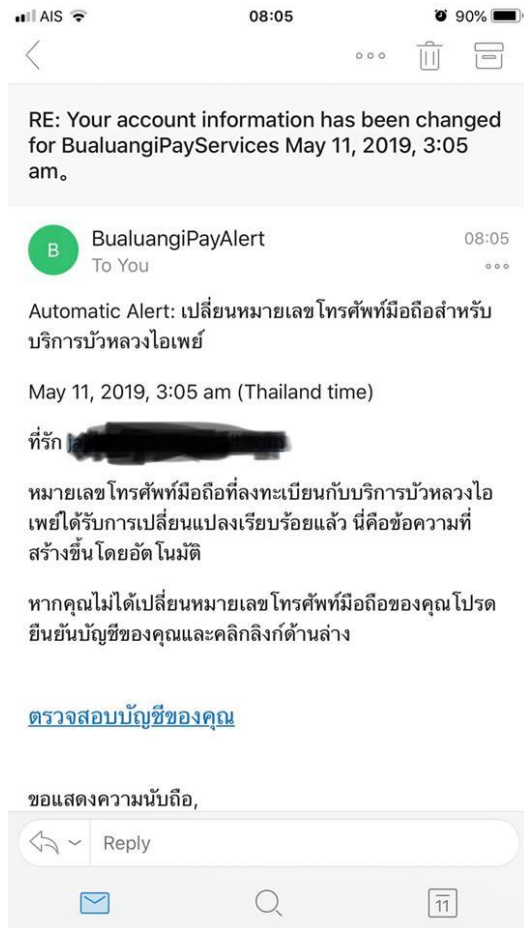 AIS
08:05
90%
RE: Your account information has been changed
for BualuangiPayServices May 11, 2019, 3:05
am。
B
BualuangiPayAlert
08:05
To You
Automatic Alert: เปลี่ยนหมายเลขโทรศัพท์มือถือสำหรับ
บริการบัวหลวงไอเพย์
May 11, 2019, 3:05 am (Thailand time)
ที่รัก
หมายเลขโทรศัพท์มือถือที่ลงทะเบียนกับบริการบัวหลวงไอ
เพย์ได้รับการเปลี่ยนแปลงเรียบร้อยแล้ว นี่คือข้อความที่
สร้างขึ้นโดยอัตโนมัติ
หากคุณไม่ได้เปลี่ยนหมายเลขโทรศัพท์มือถือของคุณโปรด
ยืนยันบัญชีของคุณและคลิกลิงก์ด้านล่าง
ตรวจสอบบัญชีของคุณ
ขอแสดงความนับถือ,
Reply
11